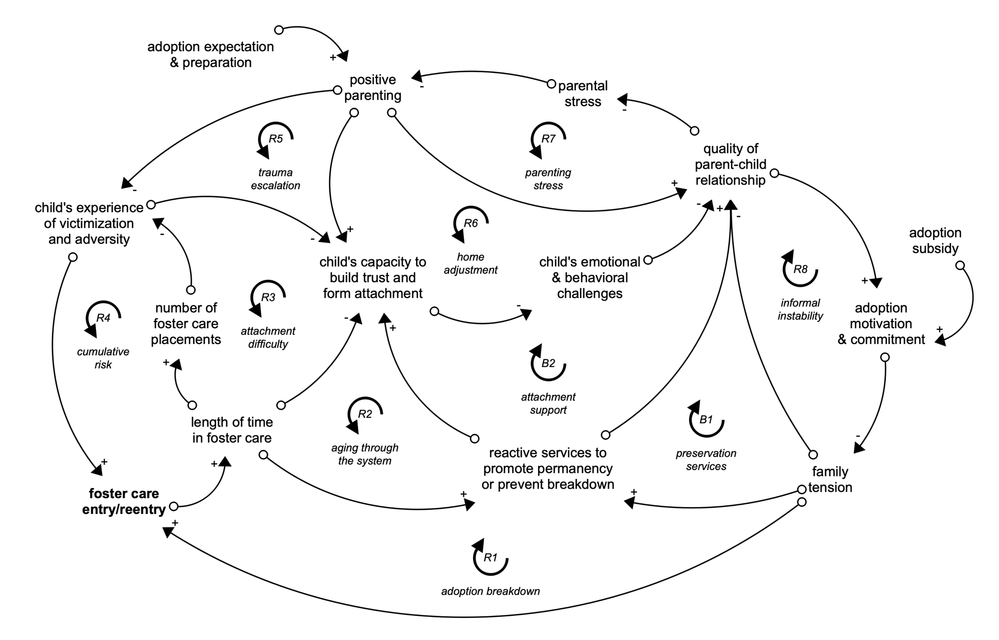 adoption expectation
& preparation
+
positive
parenting
-
parental
stress
-
R5
trauma
escalation
R7
parenting
stress
quality of
parent-child
relationship
+
-
child's experience
of victimization
and adversity
-
-
+
R6
home
adjustment
-
+
-
adoption
subsidy
child's capacity to
build trust and
form attachment
child's emotional
& behavioral
challenges
R8
informal
instability
+
adoption
motivation
& commitment
+
number of
foster care
placements
R4
cumulative
risk
R3
attachment
difficulty
-
+
-
+
B2
attachment
support
length of time
in foster care
R2
aging through
the system
B1
preservation
services
-
+
+
reactive services to
promote permanency
or prevent breakdown
family
tension
+
+
foster care
entry/reentry
+
R1
adoption breakdown